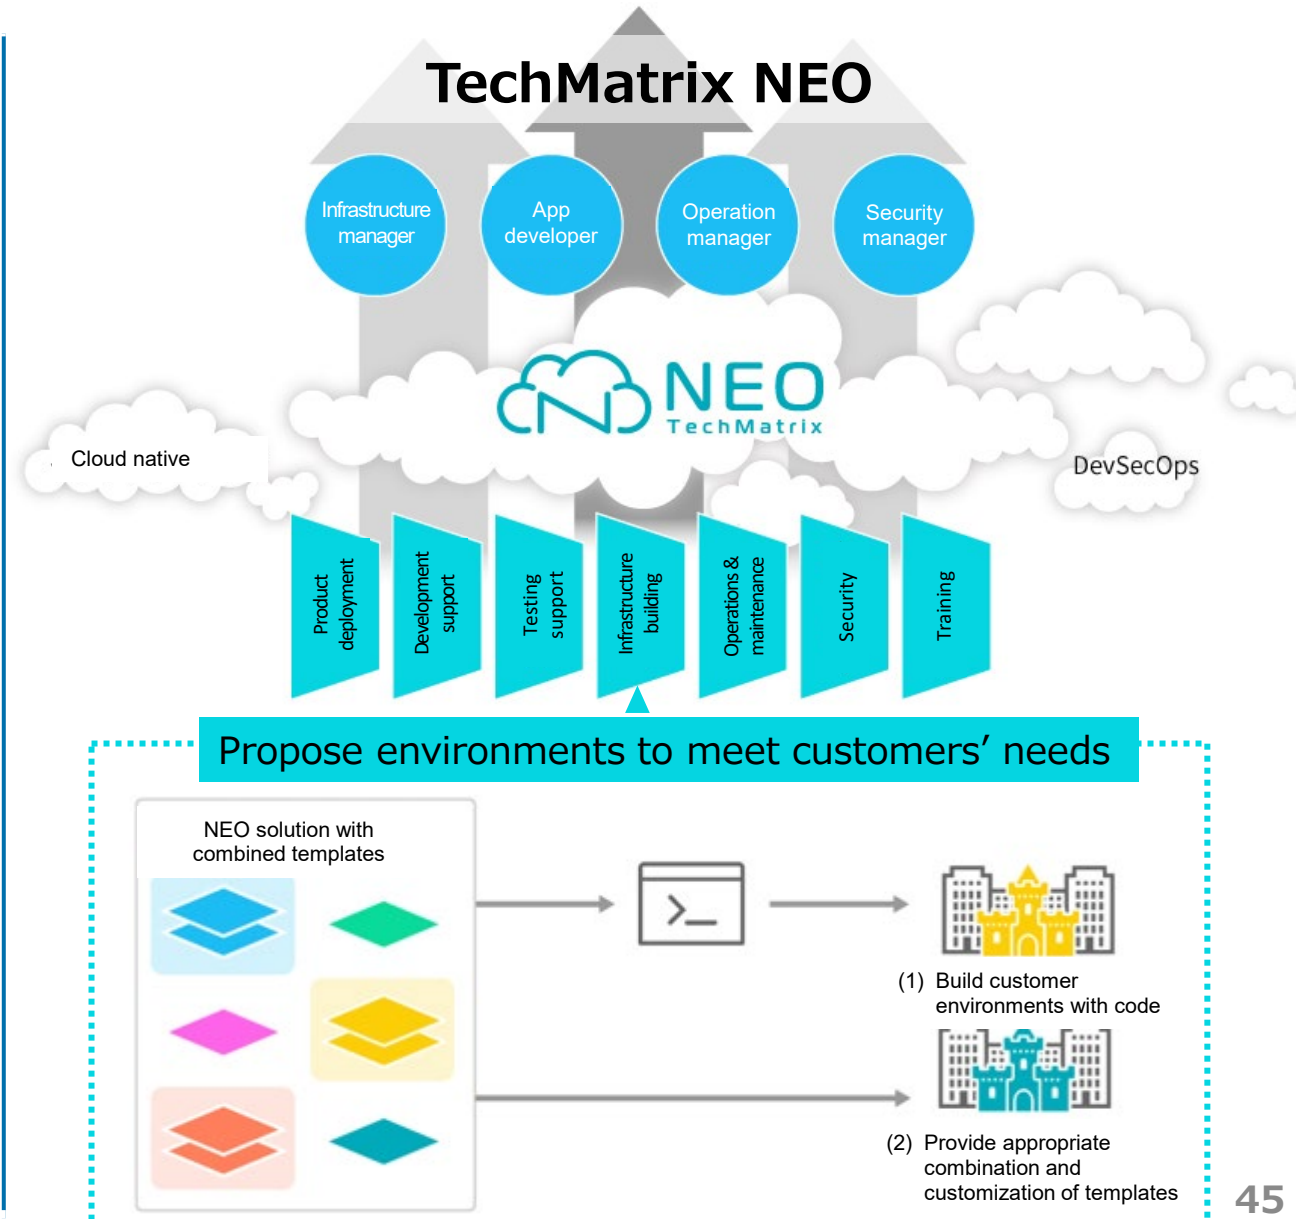 TechMatrix NEO
Infrastructure
manager
App
developer
Operation
manager
Security
manager
NEO
TechMatrix
Cloud native
DevSecOps
Product
deployment
Development
support
Testing
support
Infrastructure
building
Operations &
maintenance
Security
Training
Propose environments to meet customers’ needs
NEO solution with
combined templates
>_
(1) Build customer
environments with code
(2) Provide appropriate
combination and
customization of templates
45